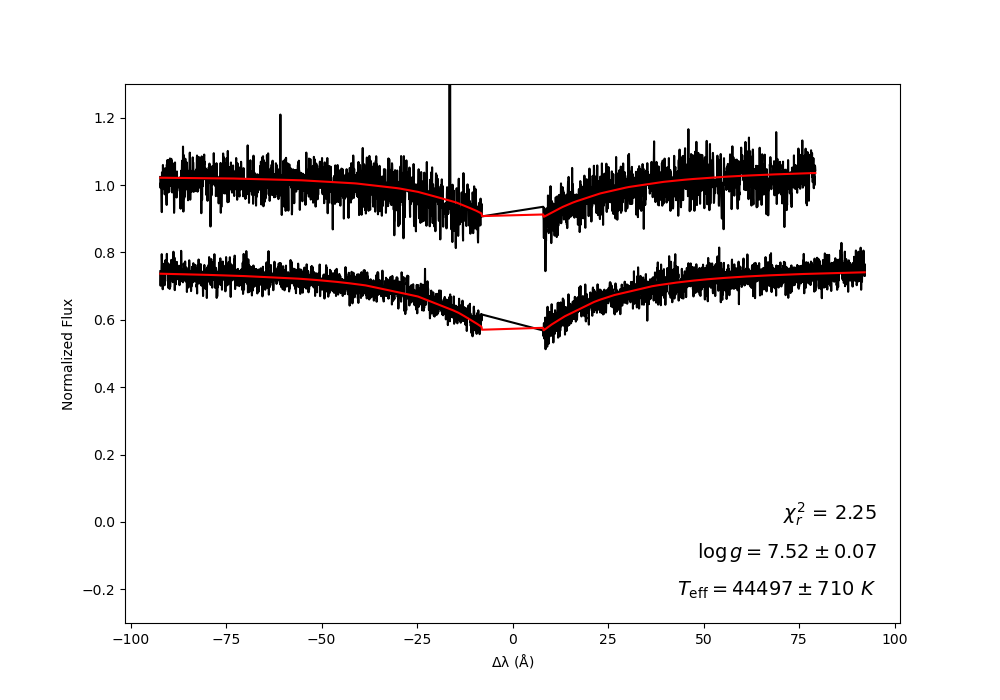 1.2
1.0
0.8
0.6
0.4
0.2
0.0
−0.2
Normalized Flux
χ²ᵣ = 2.25
log g = 7.52 ± 0.07
T_eff = 44497 ± 710 K
−100 −75 −50 −25 0 25 50 75 100
Δλ (Å)